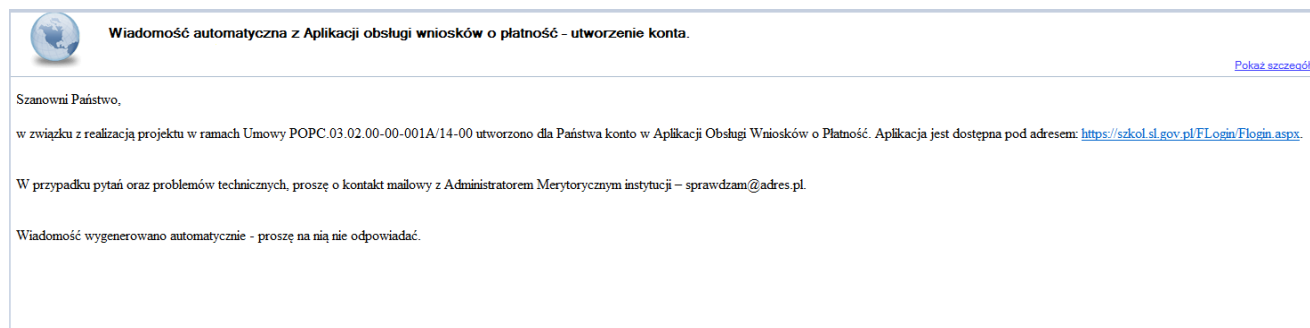 Wiadomość automatyczna z Aplikacji obsługi wniosków o płatność - utworzenie konta.
Pokaż szczegół
Szanowni Państwo,
w związku z realizacją projektu w ramach Umowy POPC.03.02.00-00-001A/14-00 utworzono dla Państwa konto w Aplikacji Obsługi Wniosków o Płatność. Aplikacja jest dostępna pod adresem: https://szkol.sl.gov.pl/FLogin/Flogin.aspx.
W przypadku pytań oraz problemów technicznych, proszę o kontakt mailowy z Administratorem Merytorycznym instytucji – sprawdzam@adres.pl.
Wiadomość wygenerowano automatycznie - proszę na nią nie odpowiadać.